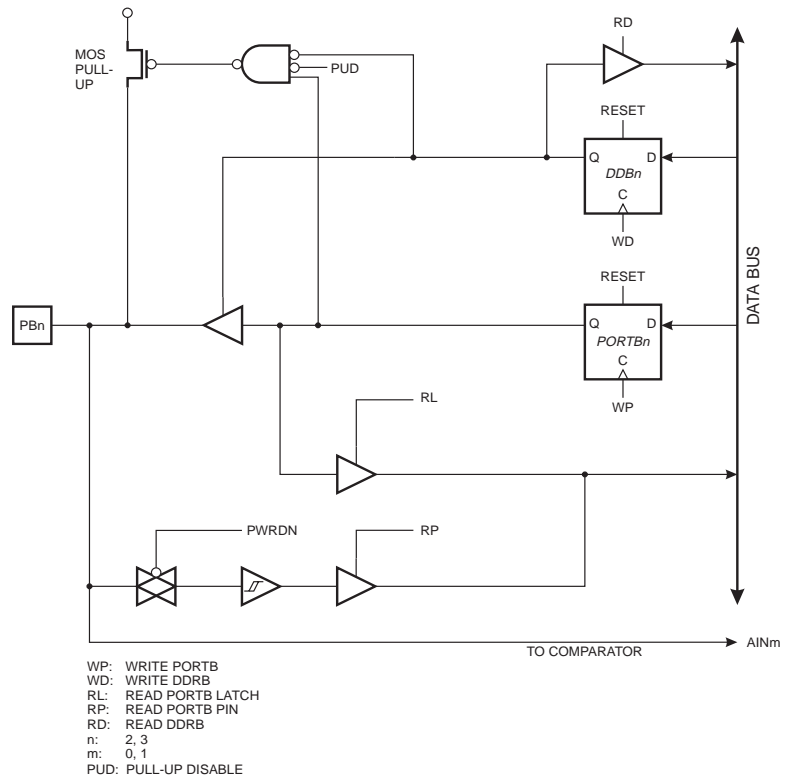 RD
MOS
PULL-
UP
PUD
RESET
Q D
DDBn
C
WD
RESET
DATA BUS
PBn
Q D
PORTBn
C
WP
RL
PWRDN RP
TO COMPARATOR AINm
WP: WRITE PORTB
WD: WRITE DDRB
RL: READ PORTB LATCH
RP: READ PORTB PIN
RD: READ DDRB
n: 2, 3
m: 0, 1
PUD: PULL-UP DISABLE